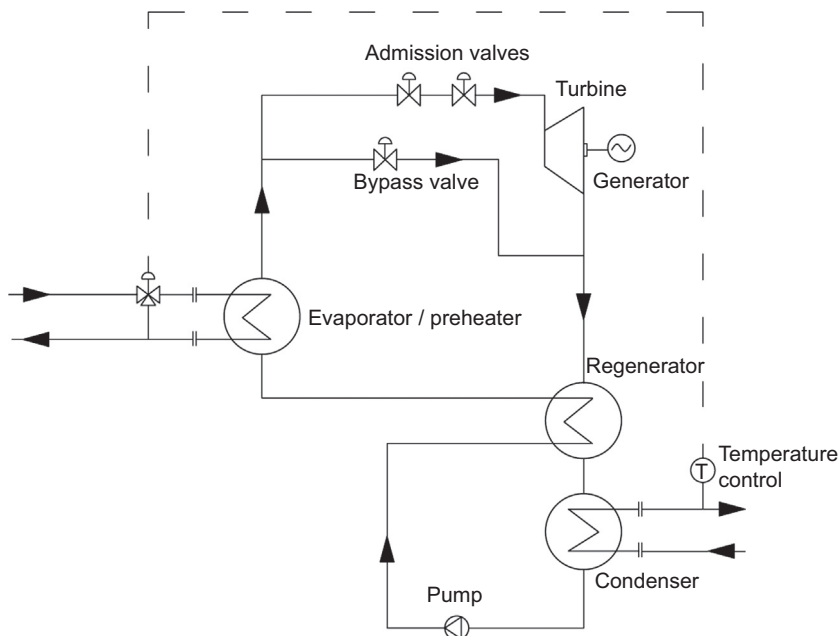 Admission valves
Turbine
Bypass valve
Generator
Evaporator / preheater
Regenerator
T
Temperature
control
Condenser
Pump